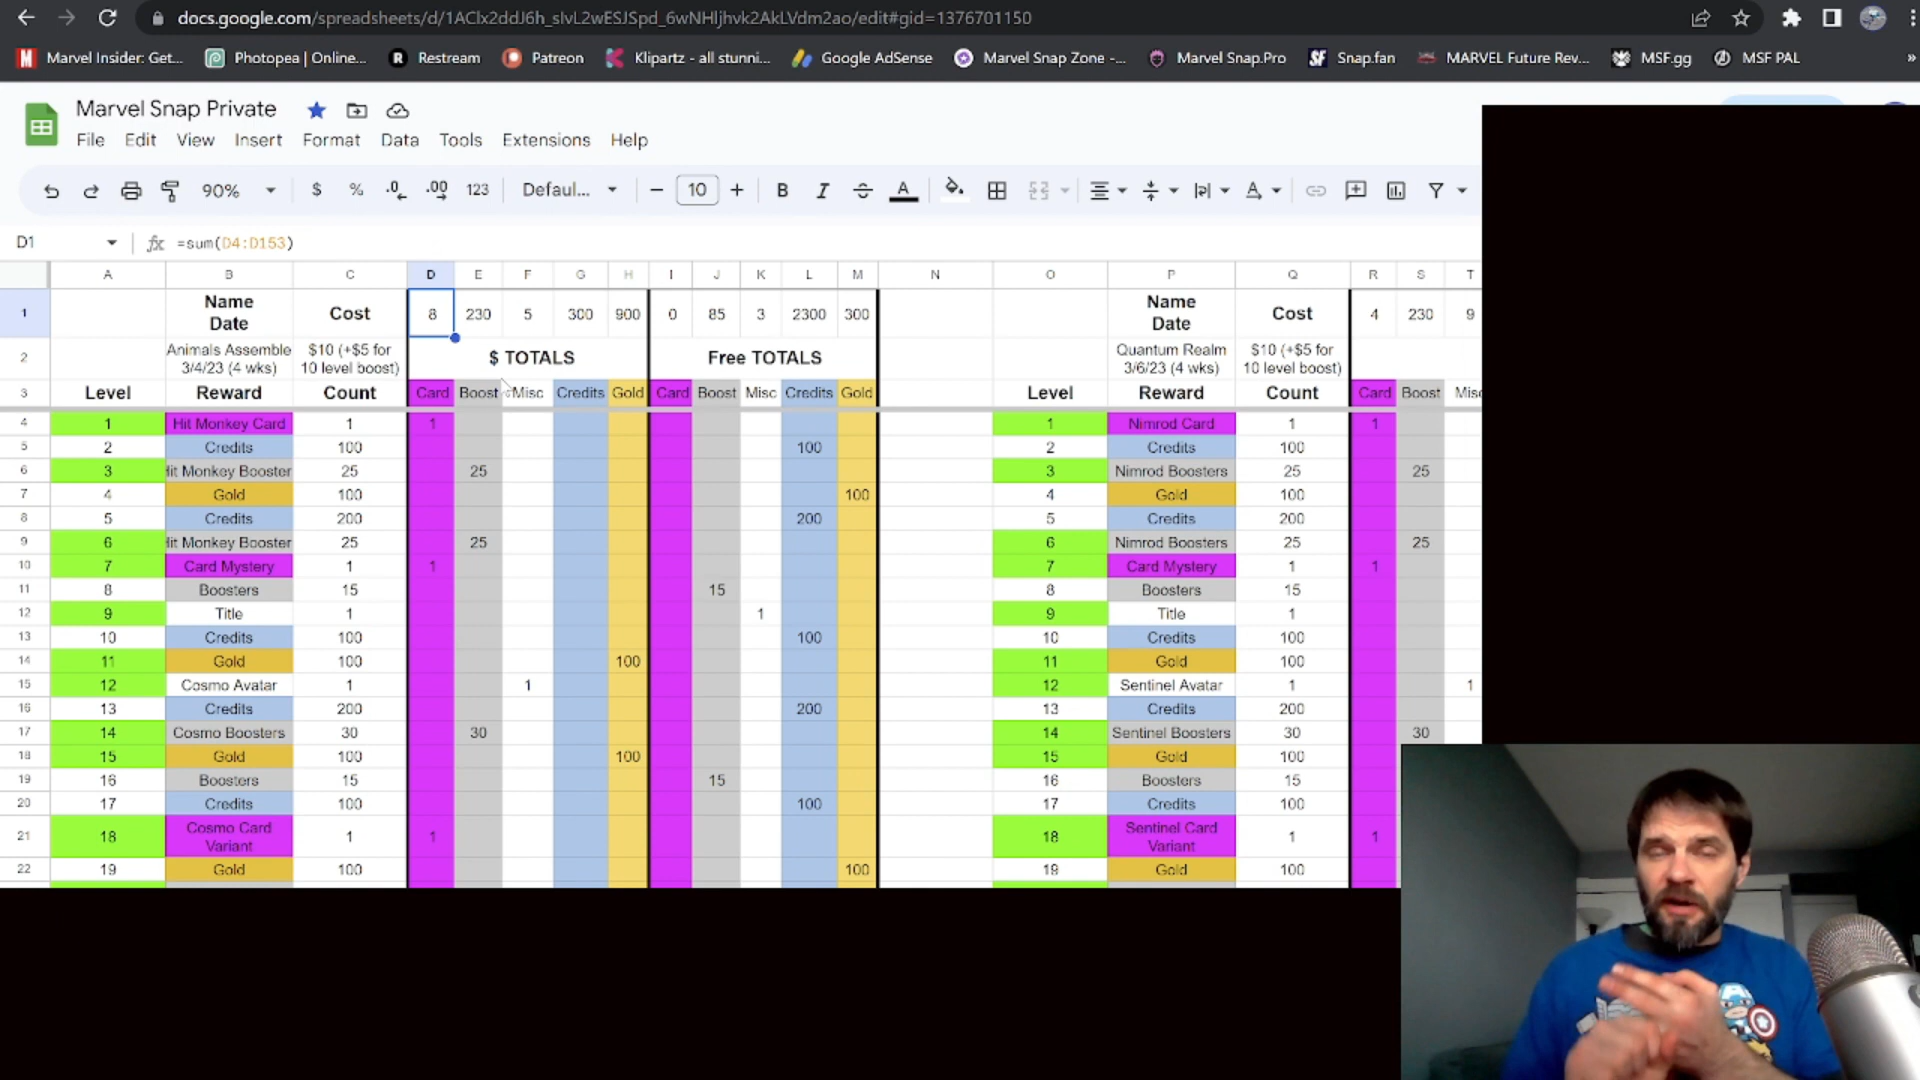 docs.google.com/spreadsheets/d/1AClx2ddJ6h_slvL2wESJSpd_6wNHljhvk2AkLVdm2ao/edit#gid=1376701150
Marvel Insider: Get... Photopea | Online... Restream Patreon Klipartz - all stunni... Google AdSense Marvel Snap Zone -... Marvel Snap.Pro Snap.fan MARVEL Future Rev... MSF.gg MSF PAL »
Marvel Snap Private
File Edit View Insert Format Data Tools Extensions Help
90% $ % .0 .00 123 Defaul... − 10 + B I A
D1 fx =sum(D4:D153)
A B C D E F G H I J K L M N O P Q R S T
1 Name Date Cost 8 230 5 300 900 0 85 3 2300 300 Name Date Cost 4 230 9
2 Animals Assemble 3/4/23 (4 wks) $10 (+$5 for 10 level boost) $ TOTALS Free TOTALS Quantum Realm 3/6/23 (4 wks) $10 (+$5 for 10 level boost)
3 Level Reward Count Card Boost Misc Credits Gold Card Boost Misc Credits Gold Level Reward Count Card Boost Misc
4 1 Hit Monkey Card 1 1 1 Nimrod Card 1 1
5 2 Credits 100 100 2 Credits 100
6 3 Hit Monkey Booster 25 25 3 Nimrod Boosters 25 25
7 4 Gold 100 100 4 Gold 100
8 5 Credits 200 200 5 Credits 200
9 6 Hit Monkey Booster 25 25 6 Nimrod Boosters 25 25
10 7 Card Mystery 1 1 7 Card Mystery 1 1
11 8 Boosters 15 15 8 Boosters 15
12 9 Title 1 1 9 Title 1
13 10 Credits 100 100 10 Credits 100
14 11 Gold 100 100 11 Gold 100
15 12 Cosmo Avatar 1 1 12 Sentinel Avatar 1 1
16 13 Credits 200 200 13 Credits 200
17 14 Cosmo Boosters 30 30 14 Sentinel Boosters 30 30
18 15 Gold 100 100 15 Gold 100
19 16 Boosters 15 15 16 Boosters 15
20 17 Credits 100 100 17 Credits 100
21 18 Cosmo Card Variant 1 1 18 Sentinel Card Variant 1 1
22 19 Gold 100 100 19 Gold 100